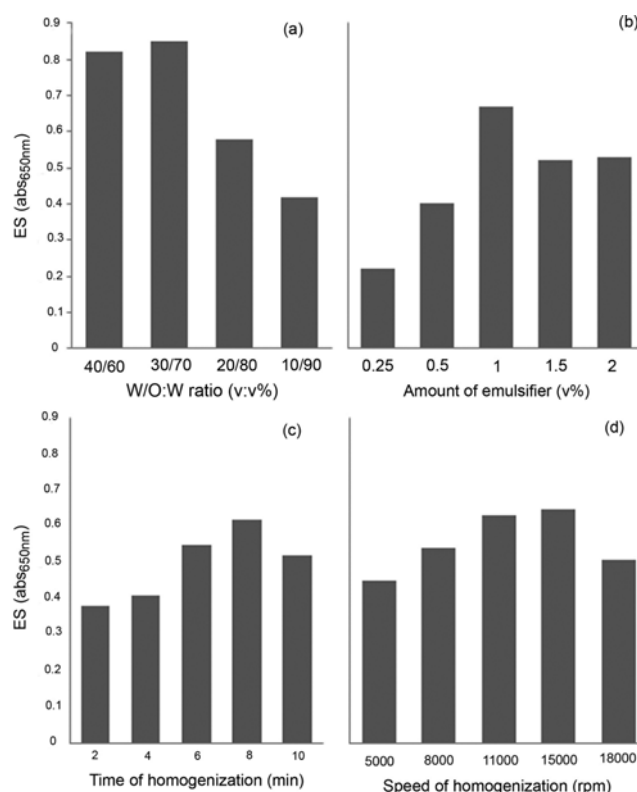 (a)
(b)
0.9
0.8
0.7
0.6
0.5
0.4
0.3
0.2
0.1
0
ES (abs650nm)
40/60 30/70 20/80 10/90
W/O:W ratio (v:v%)
0.25 0.5 1 1.5 2
Amount of emulsifier (v%)
(c)
(d)
0.9
0.8
0.7
0.6
0.5
0.4
0.3
0.2
0.1
0
ES (abs650nm)
2 4 6 8 10
Time of homogenization (min)
5000 8000 11000 15000 18000
Speed of homogenization (rpm)